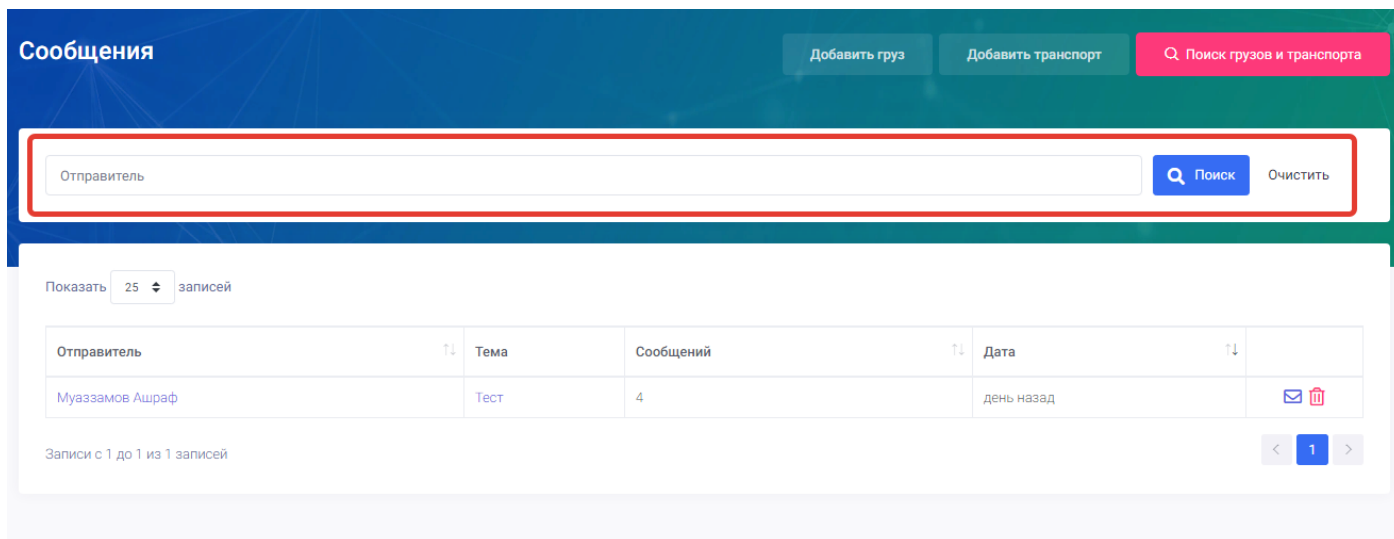 Сообщения
Добавить груз Добавить транспорт Поиск грузов и транспорта
Отправитель Поиск Очистить
Показать 25 записей
Отправитель Тема Сообщений Дата
Муаззамов Ашраф Тест 4 день назад
Записи с 1 до 1 из 1 записей 1